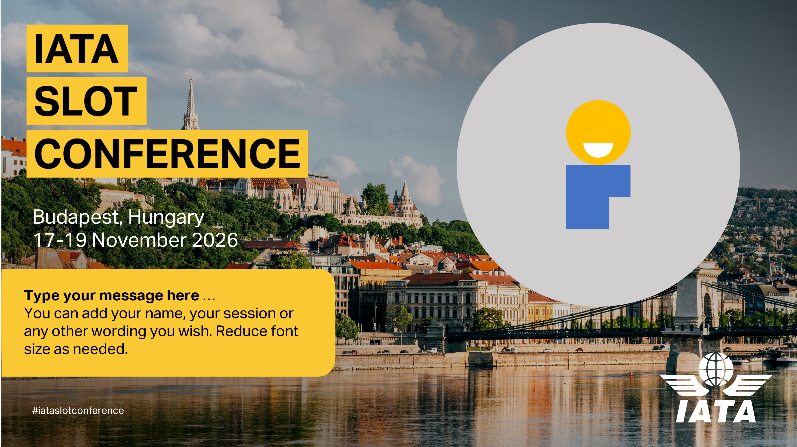 IATA
SLOT
CONFERENCE
Budapest, Hungary
17-19 November 2026
Type your message here ...
You can add your name, your session or
any other wording you wish. Reduce font
size as needed.
#iataslotconference
IATA